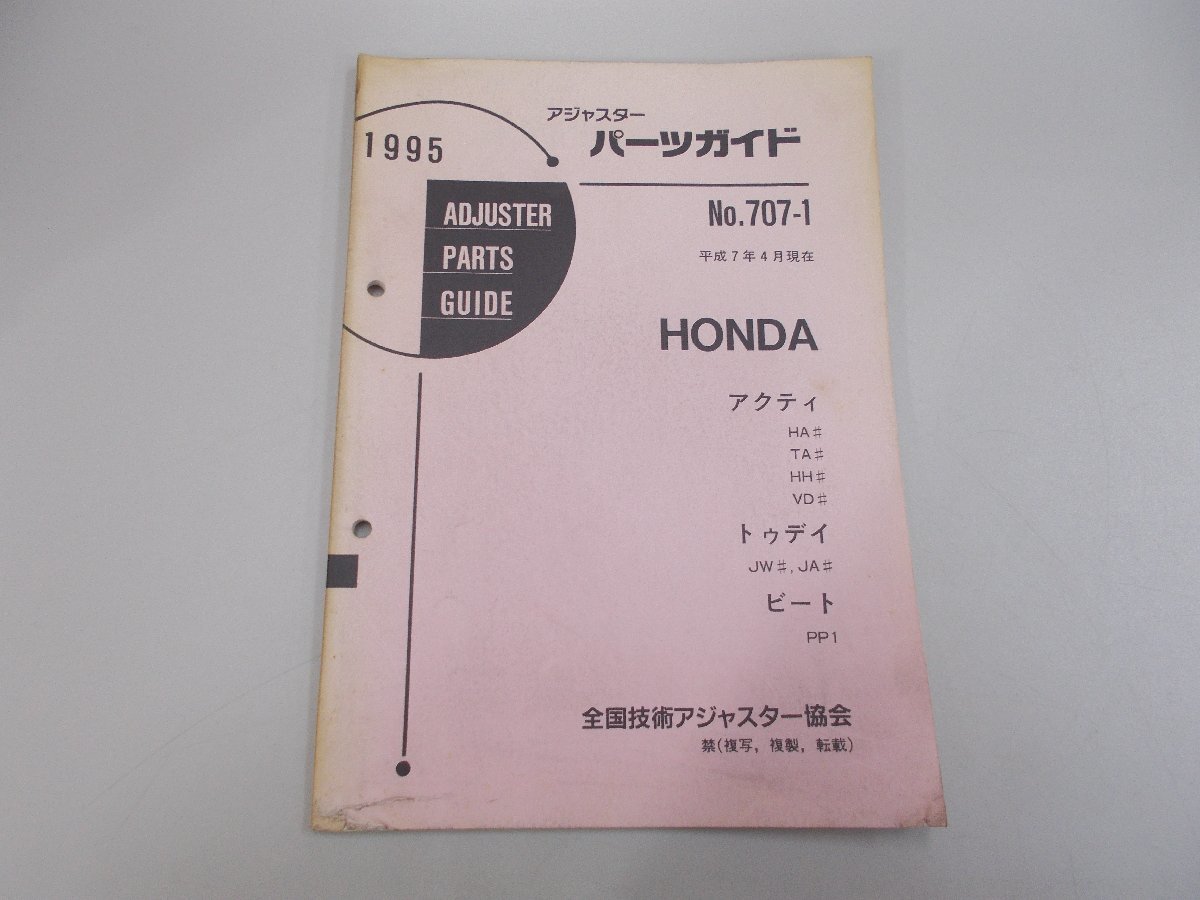 1995
アジャスター
パーツガイド
ADJUSTER
PARTS
GUIDE
No.707-1
平成7年4月現在
HONDA
アクティ
HA♯
TA♯
HH♯
VD♯
トゥデイ
JW♯, JA♯
ビート
PP1
全国技術アジャスター協会
禁(複写, 複製, 転載)